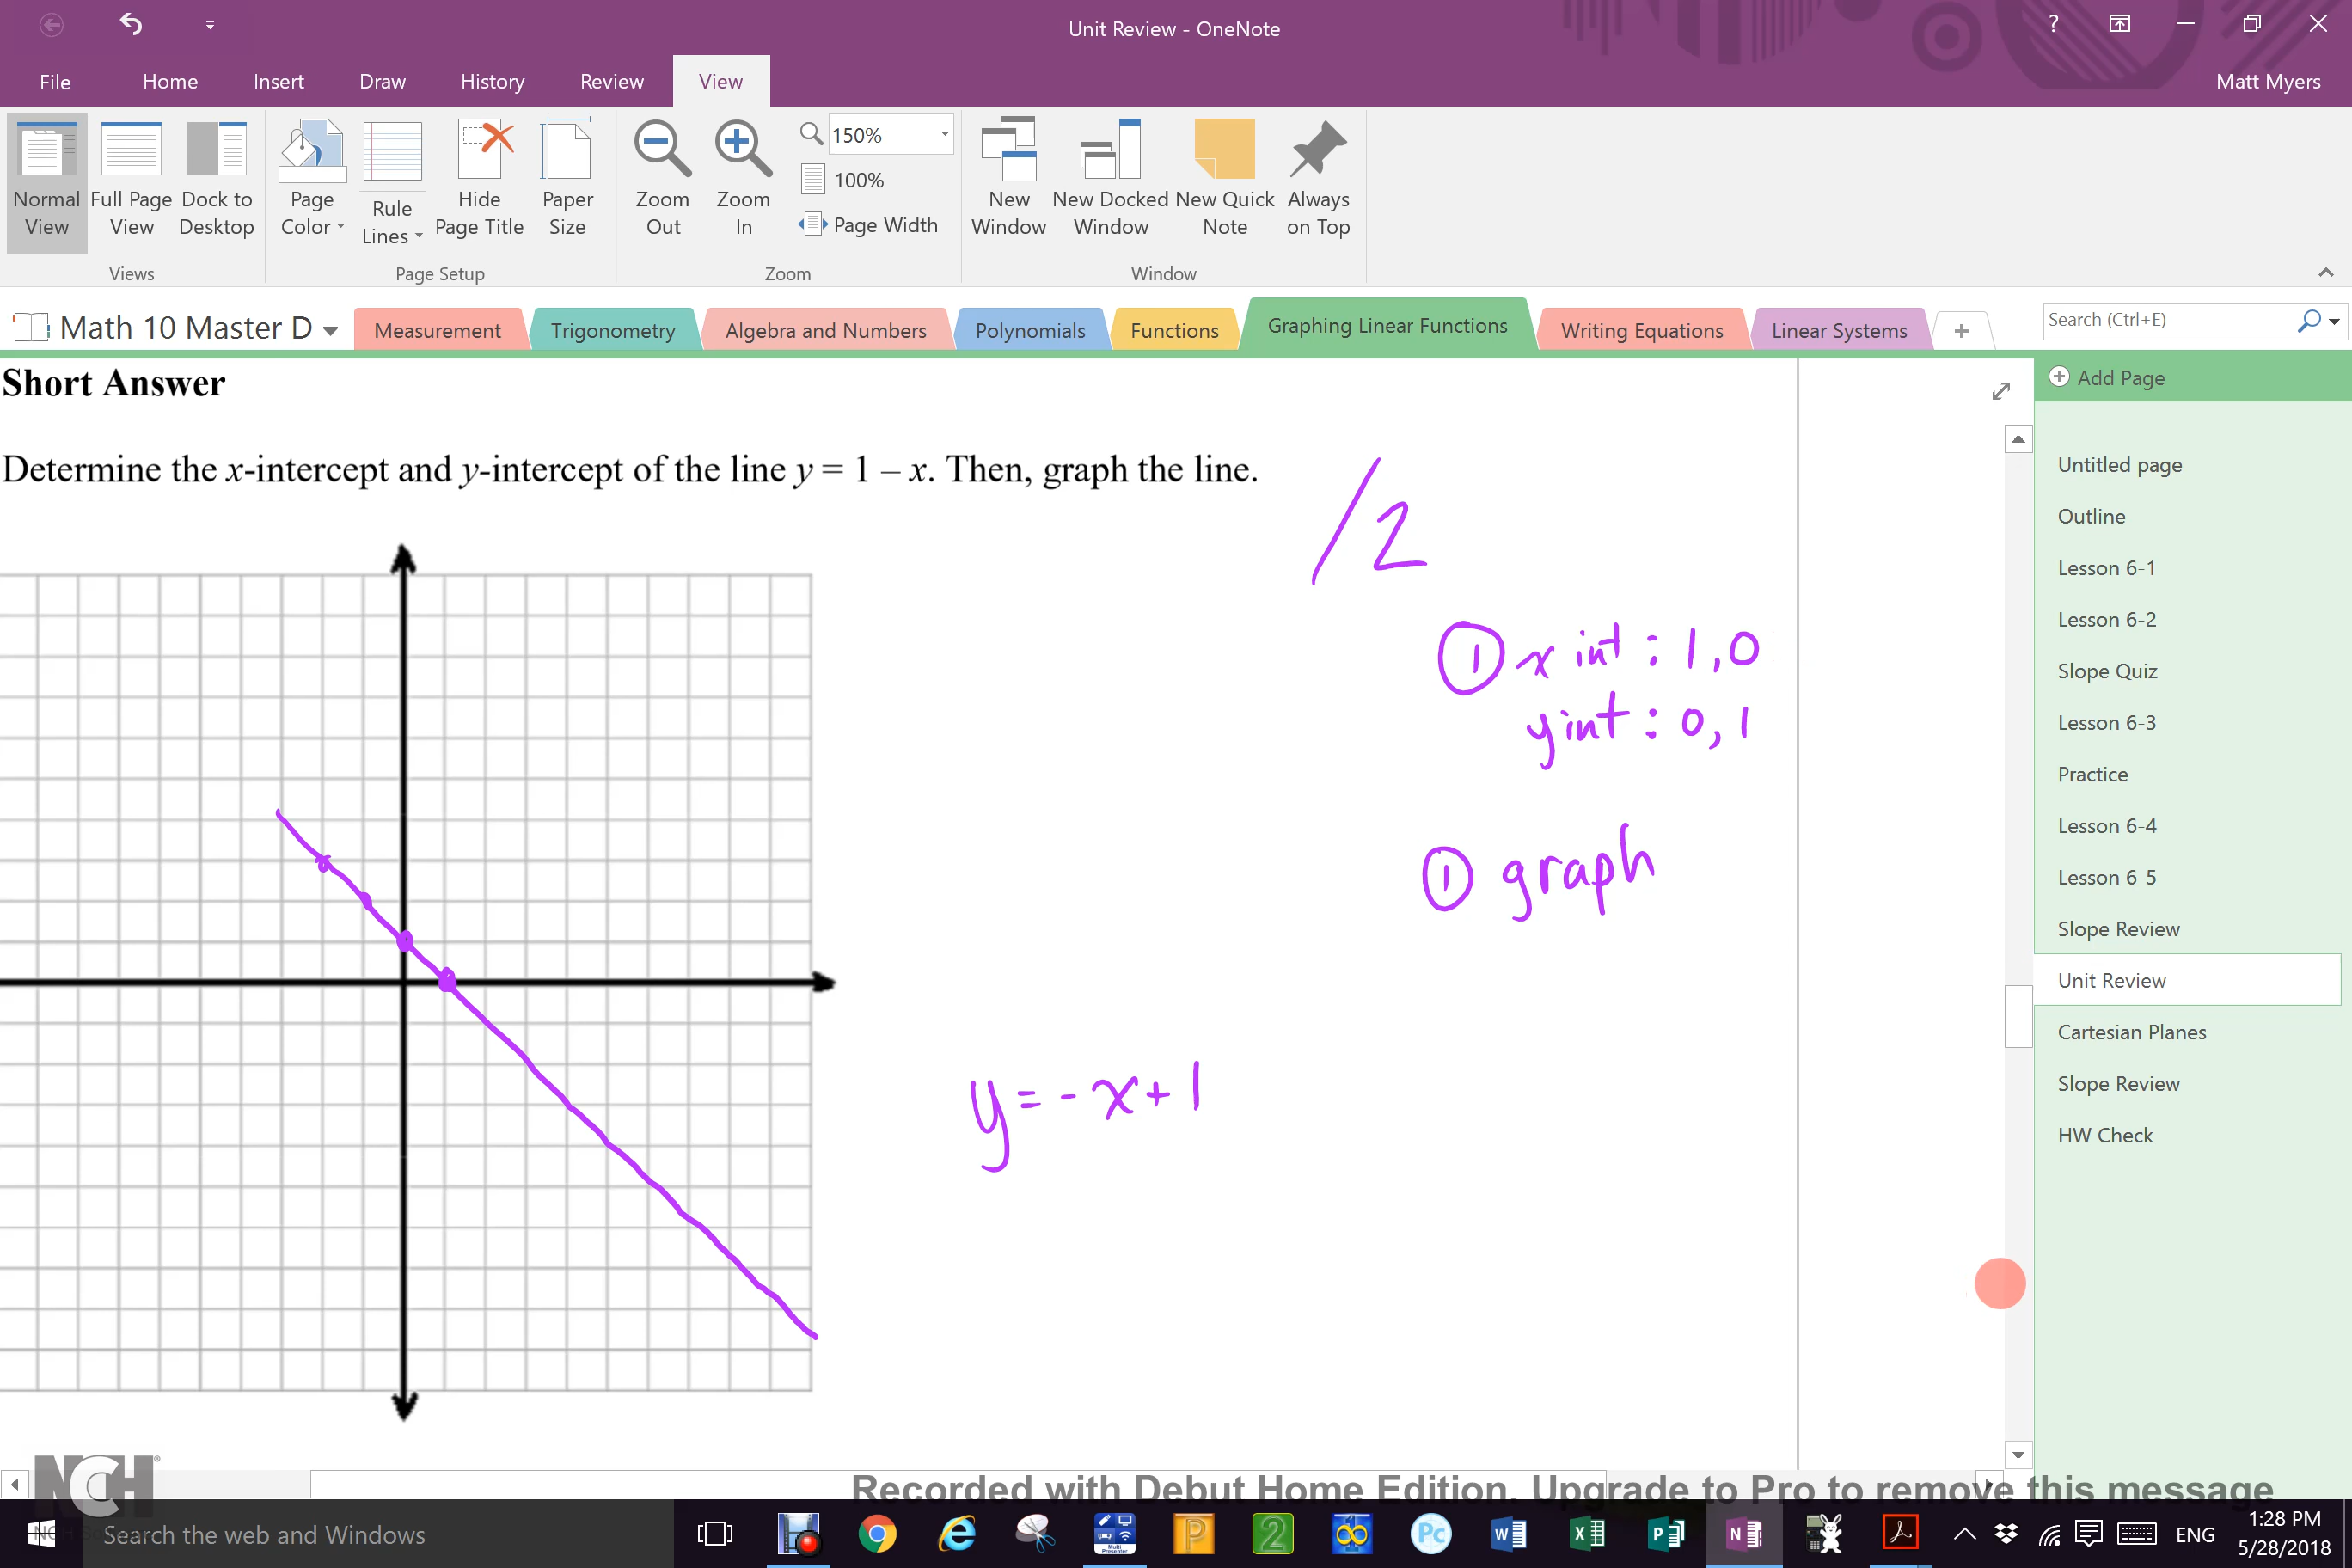 Unit Review - OneNote
?
File Home Insert Draw History Review View Matt Myers
150%
100%
Page Width
Normal View
Full Page View
Dock to Desktop
Page Color
Rule Lines
Hide Page Title
Paper Size
Zoom Out
Zoom In
New Window
New Docked Window
New Quick Note
Always on Top
Views Page Setup Zoom Window
Math 10 Master D Measurement Trigonometry Algebra and Numbers Polynomials Functions Graphing Linear Functions Writing Equations Linear Systems + Search (Ctrl+E)
Short Answer
Determine the x-intercept and y-intercept of the line y = 1 – x. Then, graph the line.
/2
① x int : 1,0
y int : 0, 1
① graph
y = - x + 1
Add Page
Untitled page
Outline
Lesson 6-1
Lesson 6-2
Slope Quiz
Lesson 6-3
Practice
Lesson 6-4
Lesson 6-5
Slope Review
Unit Review
Cartesian Planes
Slope Review
HW Check
NCH
Recorded with Debut Home Edition. Upgrade to Pro to remove this message
Search the web and Windows
ENG
1:28 PM
5/28/2018